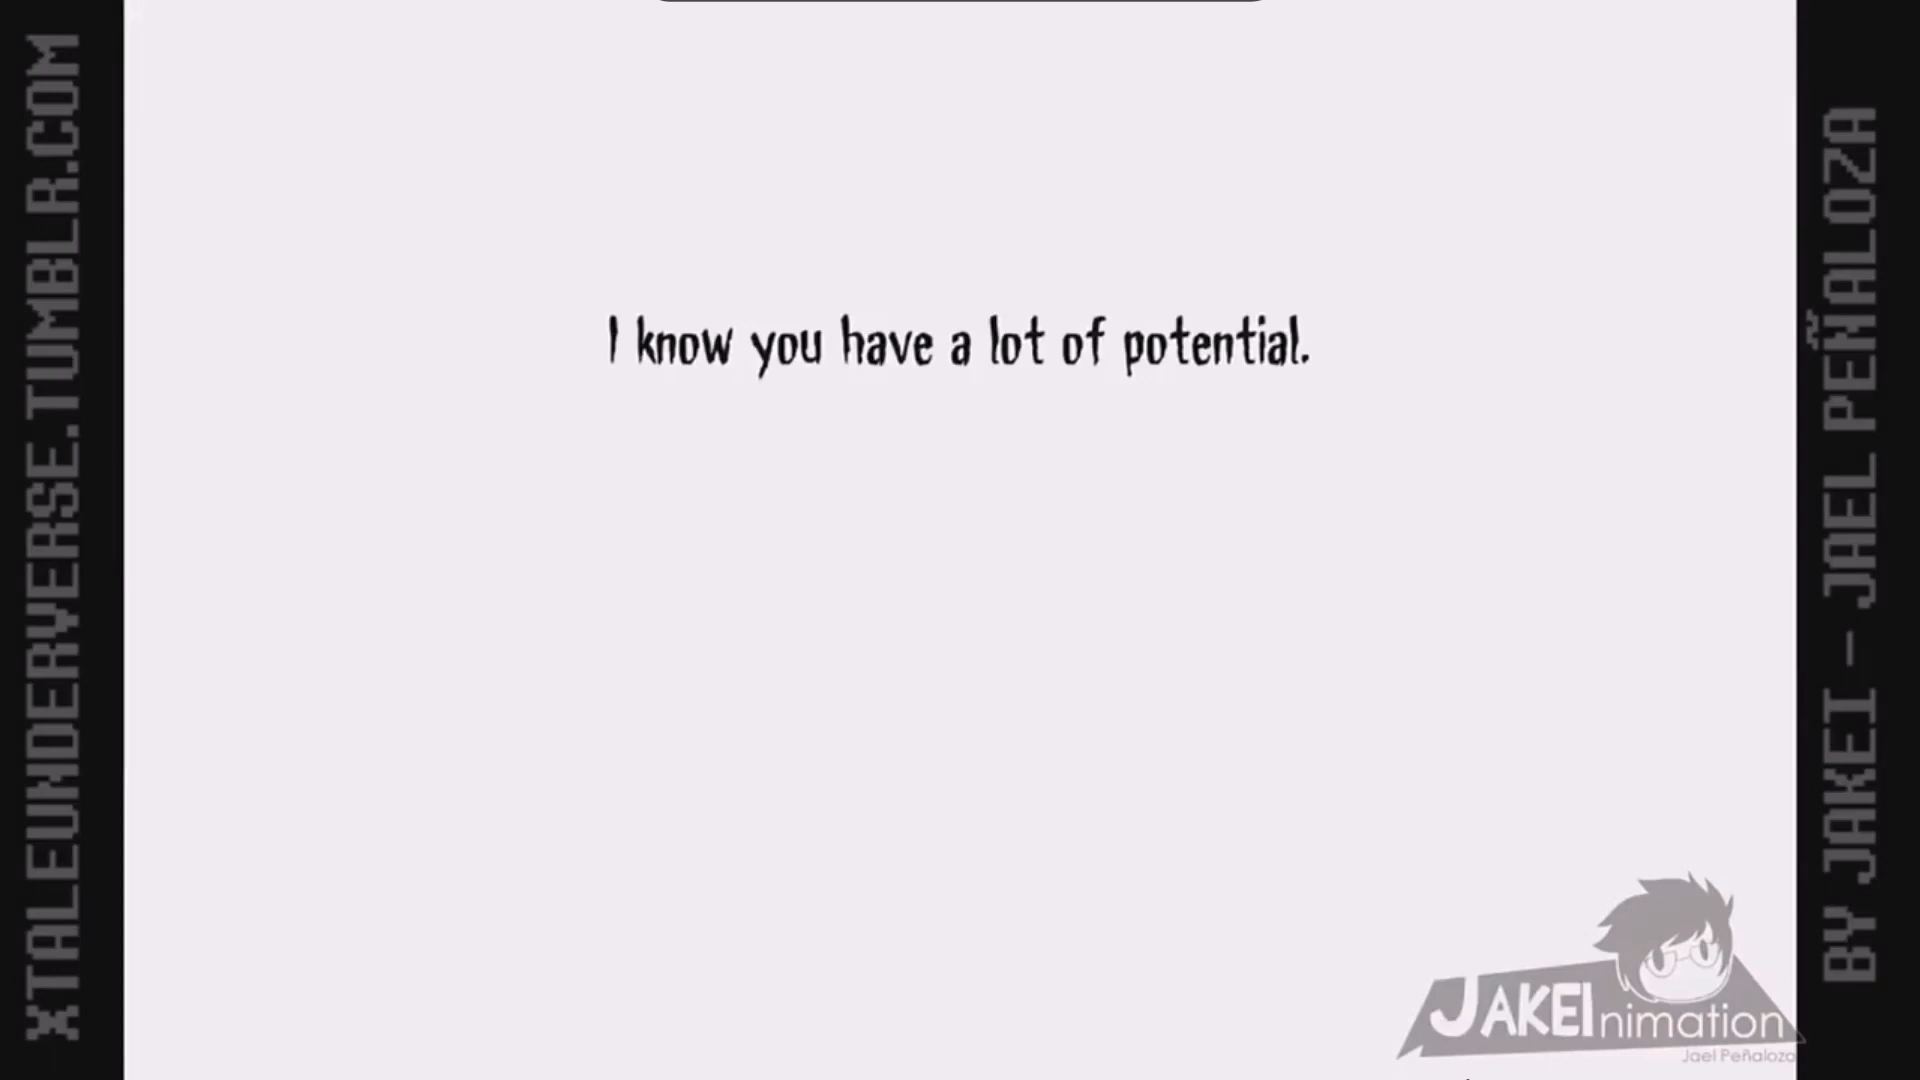 XTALEUNDERVERSE.TUMBLR.COM
I know you have a lot of potential.
BY JAKEI - JAEL PEÑALOZA
JAKEInimation
Jael Peñaloza